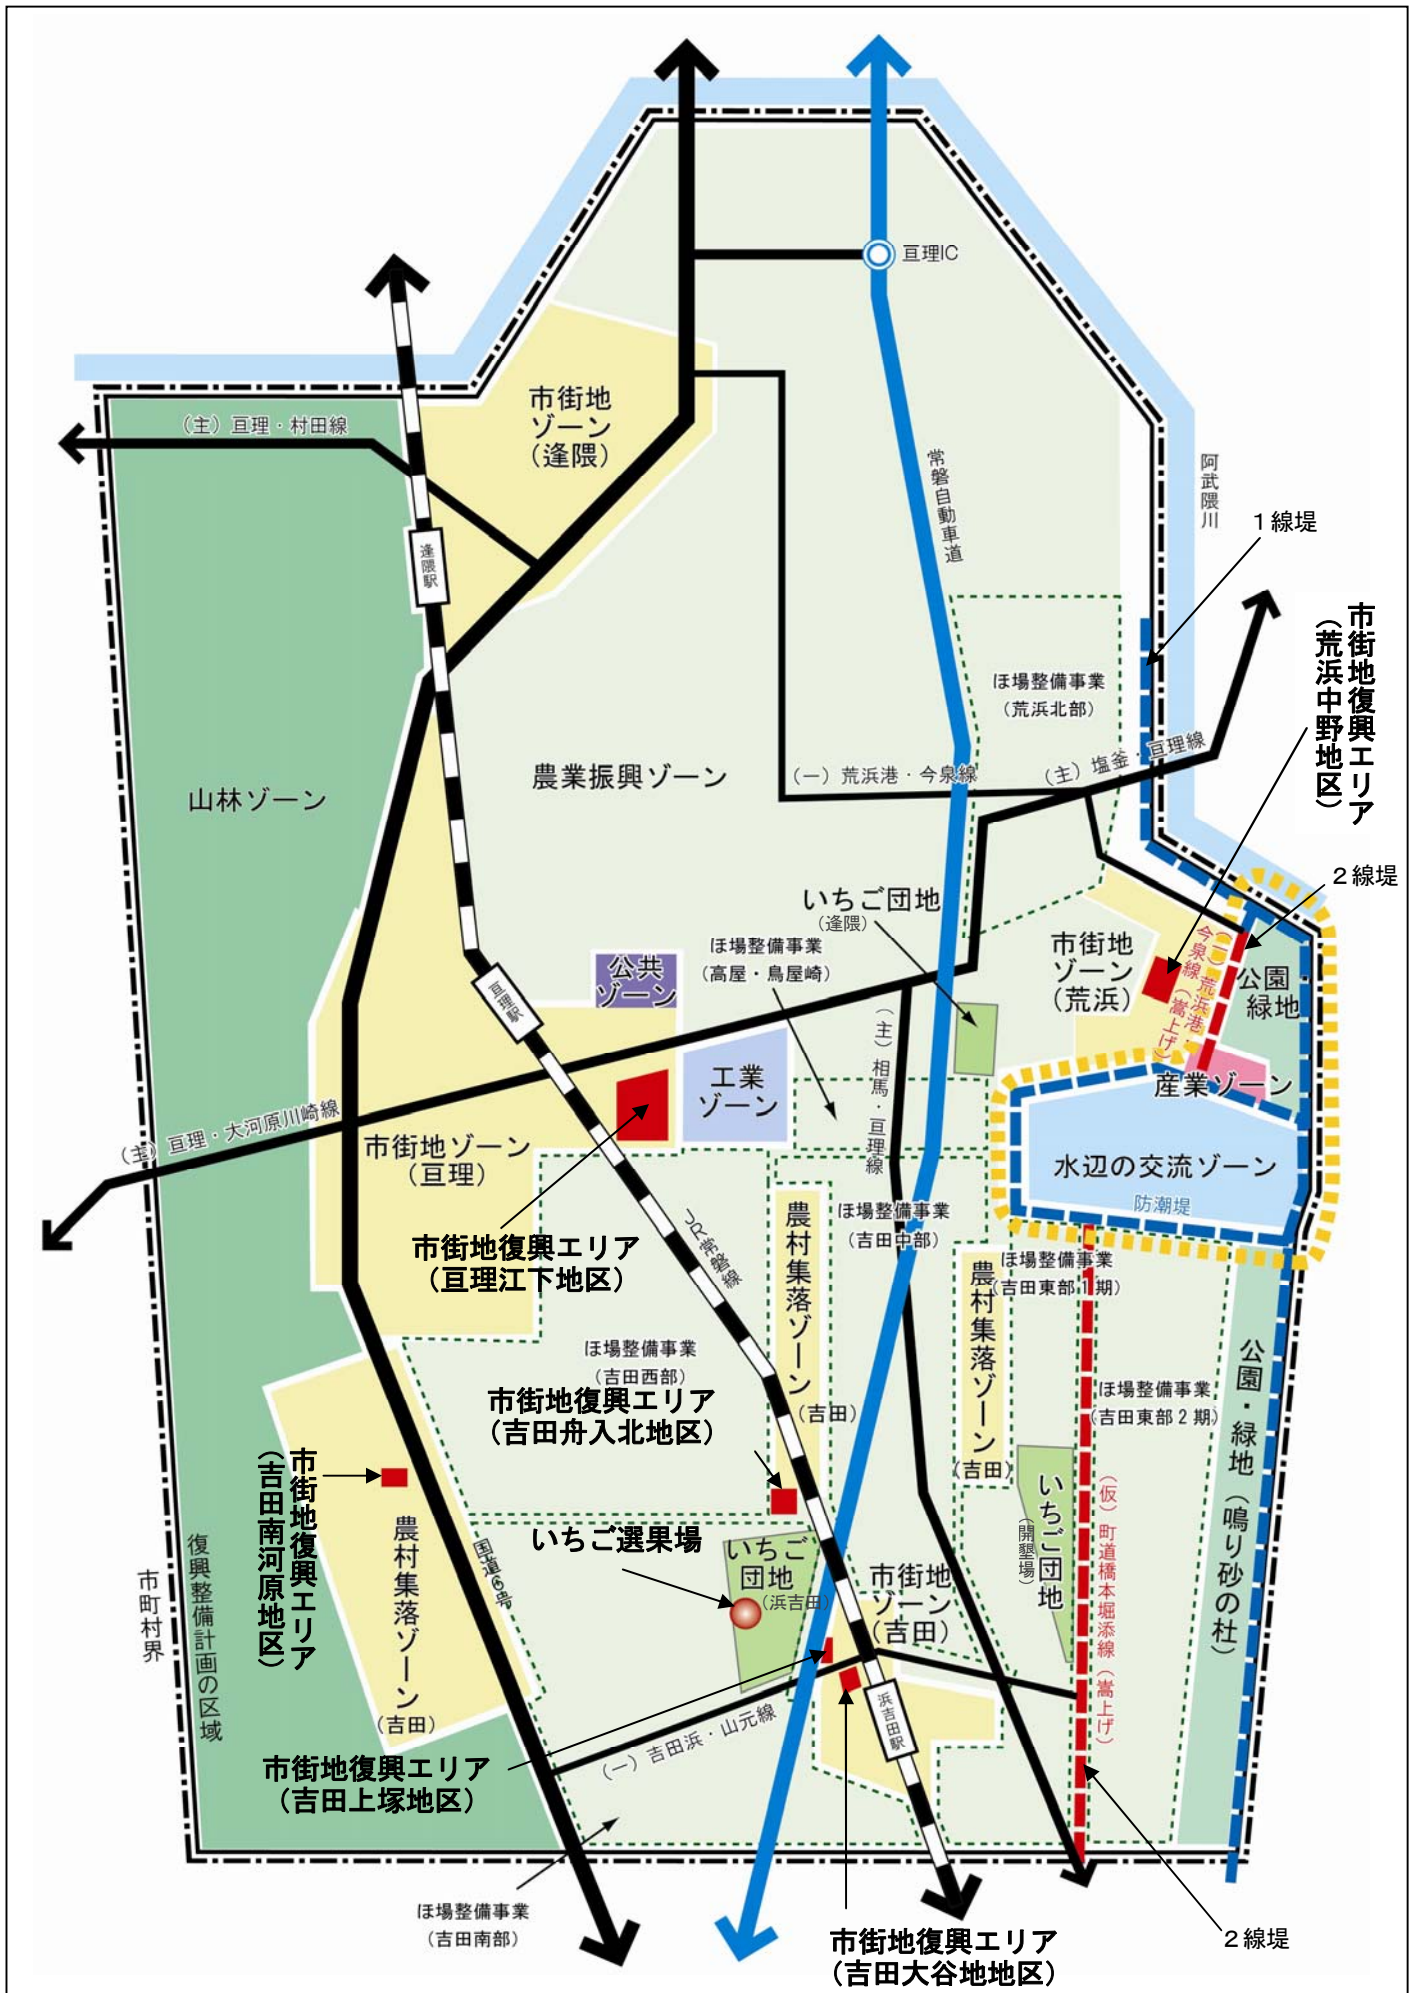 亘理IC
市街地
ゾーン
（逢隈）
（主）亘理・村田線
常磐自動車道
阿武隈川
１線堤
逢隈駅
市街地復興エリア
（荒浜中野地区）
ほ場整備事業
（荒浜北部）
山林ゾーン
農業振興ゾーン
（一）荒浜港・今泉線
（主）塩釜・亘理線
２線堤
いちご団地
（逢隈）
ほ場整備事業
（高屋・鳥屋崎）
市街地
ゾーン
（荒浜）
（一）荒浜港・
今泉線（嵩上げ）
公園・
緑地
公共
ゾーン
亘理駅
工業
ゾーン
（主）相馬・亘理線
産業ゾーン
（主）亘理・大河原川崎線
市街地ゾーン
（亘理）
水辺の交流ゾーン
防潮堤
市街地復興エリア
（亘理江下地区）
ＪＲ常磐線
農村集落ゾーン
（吉田）
ほ場整備事業
（吉田中部）
農村集落ゾーン
（吉田）
ほ場整備事業
（吉田東部１期）
ほ場整備事業
（吉田西部）
市街地復興エリア
（吉田舟入北地区）
ほ場整備事業
（吉田東部２期）
公園・緑地（鳴り砂の杜）
市街地復興エリア
（吉田南河原地区）
農村集落ゾーン
（吉田）
国道6号
いちご選果場
いちご
団地
（浜吉田）
市街地
ゾーン
（吉田）
いちご団地
（開墾場）
（仮）町道橋本堀添線（嵩上げ）
市町村界
復興整備計画の区域
浜吉田駅
（一）吉田浜・山元線
市街地復興エリア
（吉田上塚地区）
ほ場整備事業
（吉田南部）
市街地復興エリア
（吉田大谷地地区）
２線堤